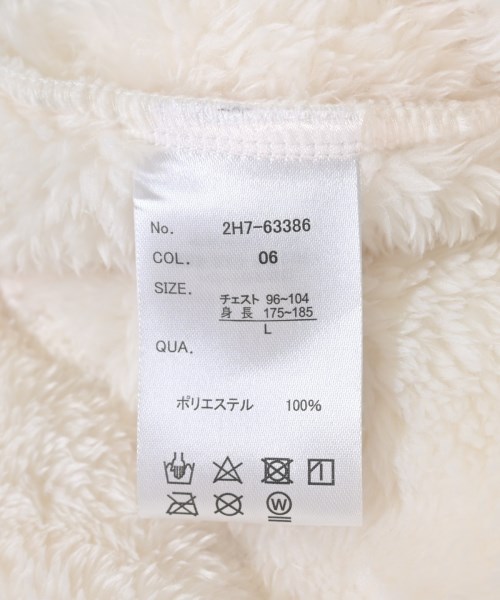 No. 2H7-63386
COL. 06
SIZE.
チェスト 96~104
身 長 175~185
L
QUA.
ポリエステル 100%
W